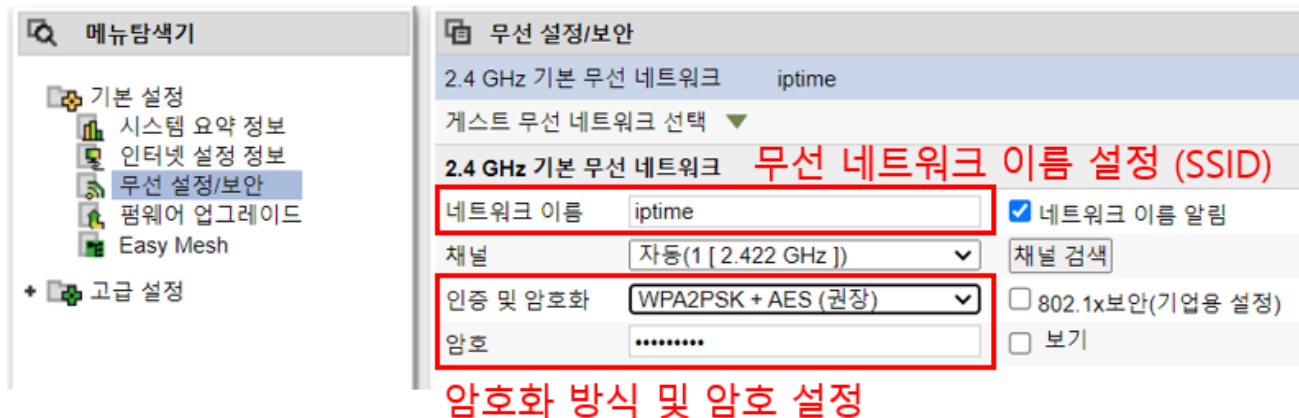 메뉴탐색기
기본 설정
시스템 요약 정보
인터넷 설정 정보
무선 설정/보안
펌웨어 업그레이드
Easy Mesh
+ 고급 설정
무선 설정/보안
2.4 GHz 기본 무선 네트워크 iptime
게스트 무선 네트워크 선택 ▼
2.4 GHz 기본 무선 네트워크 무선 네트워크 이름 설정 (SSID)
네트워크 이름 iptime 네트워크 이름 알림
채널 자동(1 [ 2.422 GHz ]) 채널 검색
인증 및 암호화 WPA2PSK + AES (권장) 802.1x보안(기업용 설정)
암호 ••••••••• 보기
암호화 방식 및 암호 설정